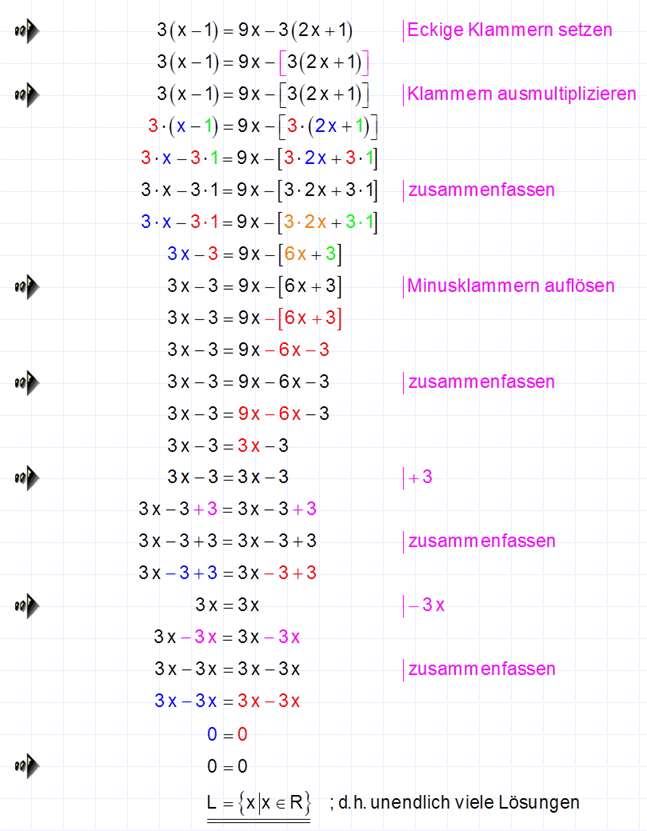 3(x−1)=9x−3(2x+1) |Eckige Klammern setzen
3(x−1)=9x−[3(2x+1)]
3(x−1)=9x−[3(2x+1)] |Klammern ausmultiplizieren
3·(x−1)=9x−[3·(2x+1)]
3·x−3·1=9x−[3·2x+3·1]
3·x−3·1=9x−[3·2x+3·1] |zusammenfassen
3·x−3·1=9x−[3·2x+3·1]
3x−3=9x−[6x+3]
3x−3=9x−[6x+3] |Minusklammern auflösen
3x−3=9x−[6x+3]
3x−3=9x−6x−3
3x−3=9x−6x−3 |zusammenfassen
3x−3=9x−6x−3
3x−3=3x−3
3x−3=3x−3 |+3
3x−3+3=3x−3+3
3x−3+3=3x−3+3 |zusammenfassen
3x−3+3=3x−3+3
3x=3x |−3x
3x−3x=3x−3x
3x−3x=3x−3x |zusammenfassen
3x−3x=3x−3x
0=0
0=0
L={x|x∈R} ; d.h. unendlich viele Lösungen